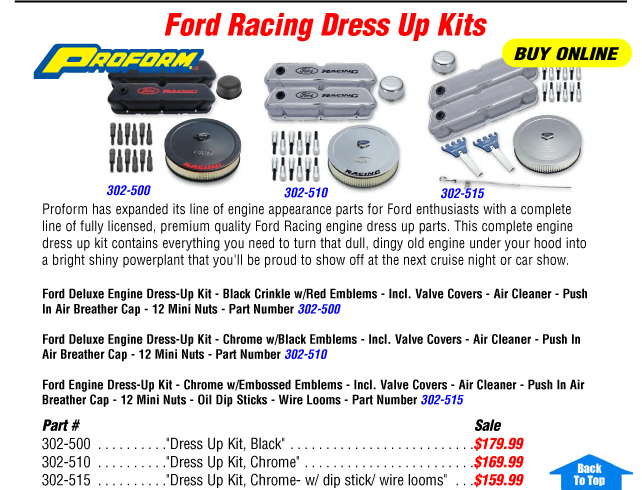 Ford Racing Dress Up Kits
PROFORM
BUY ONLINE
Ford RACING
Ford RACING
RACING
RACING
302-500
302-510
302-515
Proform has expanded its line of engine appearance parts for Ford enthusiasts with a complete
line of fully licensed, premium quality Ford Racing engine dress up parts. This complete engine
dress up kit contains everything you need to turn that dull, dingy old engine under your hood into
a bright shiny powerplant that you'll be proud to show off at the next cruise night or car show.
Ford Deluxe Engine Dress-Up Kit - Black Crinkle w/Red Emblems - Incl. Valve Covers - Air Cleaner - Push
In Air Breather Cap - 12 Mini Nuts - Part Number 302-500
Ford Deluxe Engine Dress-Up Kit - Chrome w/Black Emblems - Incl. Valve Covers - Air Cleaner - Push In
Air Breather Cap - 12 Mini Nuts - Part Number 302-510
Ford Engine Dress-Up Kit - Chrome w/Embossed Emblems - Incl. Valve Covers - Air Cleaner - Push In Air
Breather Cap - 12 Mini Nuts - Oil Dip Sticks - Wire Looms - Part Number 302-515
Part # Sale
302-500 . . . . . . . . . ."Dress Up Kit, Black" . . . . . . . . . . . . . . . . . . . . . . . . . .$179.99
302-510 . . . . . . . . . ."Dress Up Kit, Chrome" . . . . . . . . . . . . . . . . . . . . . . . .$169.99
302-515 . . . . . . . . . ."Dress Up Kit, Chrome- w/ dip stick/ wire looms" . . .$159.99
Back
To Top